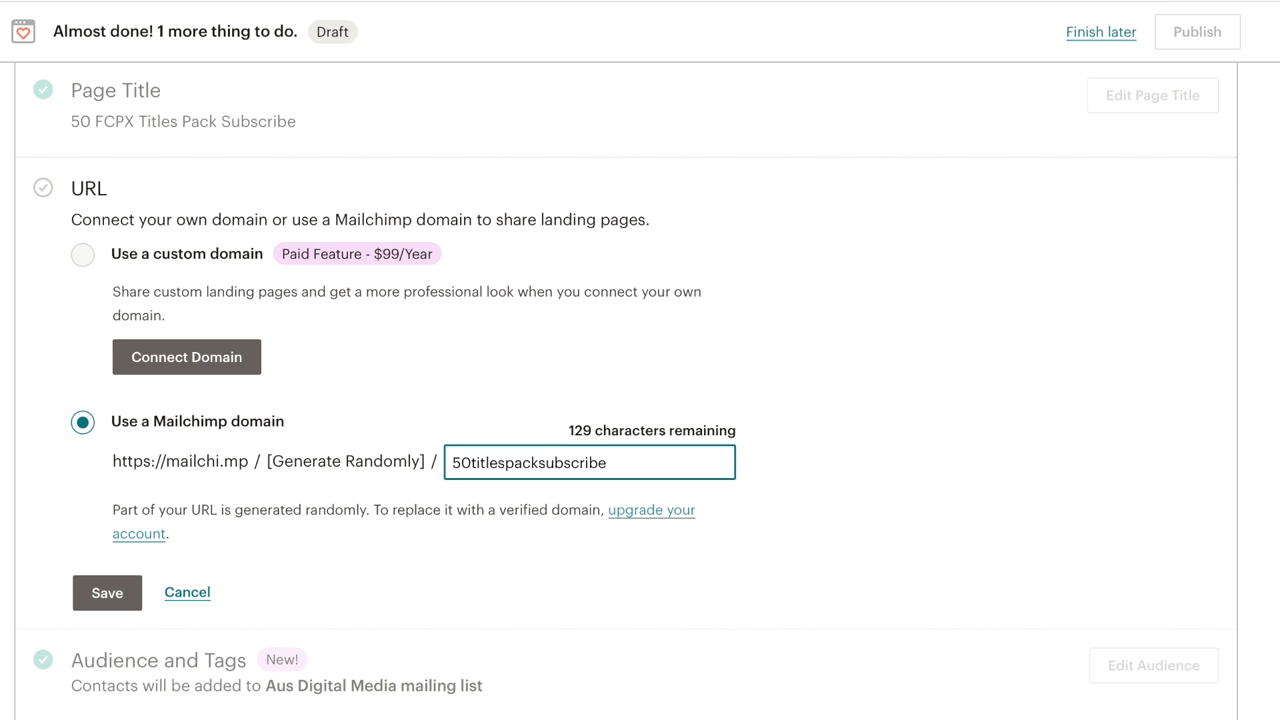 Almost done! 1 more thing to do. Draft Finish later Publish
Page Title Edit Page Title
50 FCPX Titles Pack Subscribe
URL
Connect your own domain or use a Mailchimp domain to share landing pages.
Use a custom domain Paid Feature - $99/Year
Share custom landing pages and get a more professional look when you connect your own
domain.
Connect Domain
Use a Mailchimp domain
129 characters remaining
https://mailchi.mp / [Generate Randomly] / 50titlespacksubscribe
Part of your URL is generated randomly. To replace it with a verified domain, upgrade your
account.
Save Cancel
Audience and Tags New! Edit Audience
Contacts will be added to Aus Digital Media mailing list